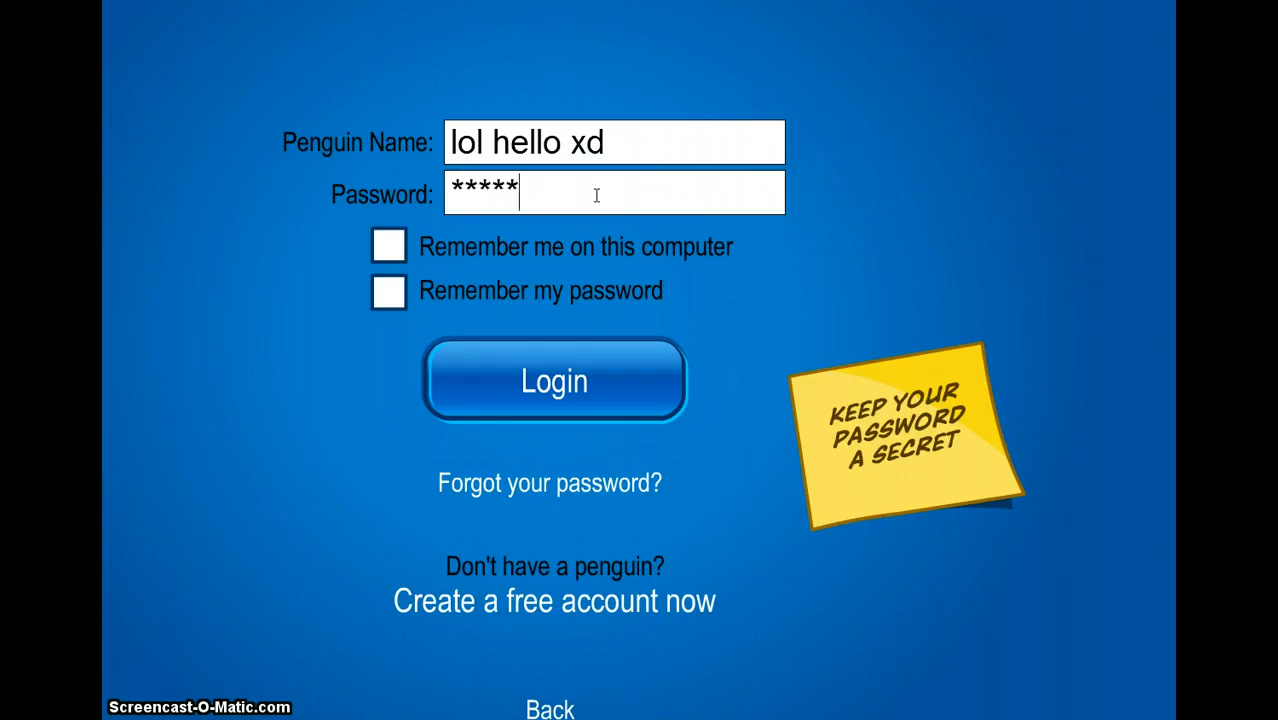 Penguin Name: lol hello xd
Password: *****
Remember me on this computer
Remember my password
Login
KEEP YOUR
PASSWORD
A SECRET
Forgot your password?
Don't have a penguin?
Create a free account now
Back
Screencast-O-Matic.com